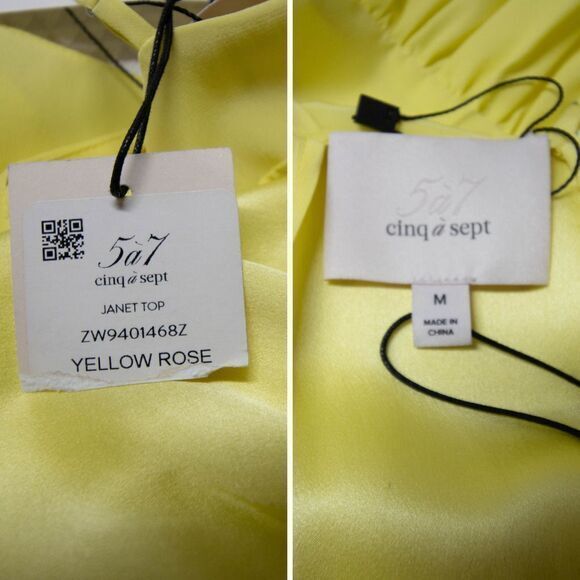 5à7
cinq à sept
JANET TOP
ZW9401468Z
YELLOW ROSE
5à7
cinq à sept
M
MADE IN
CHINA